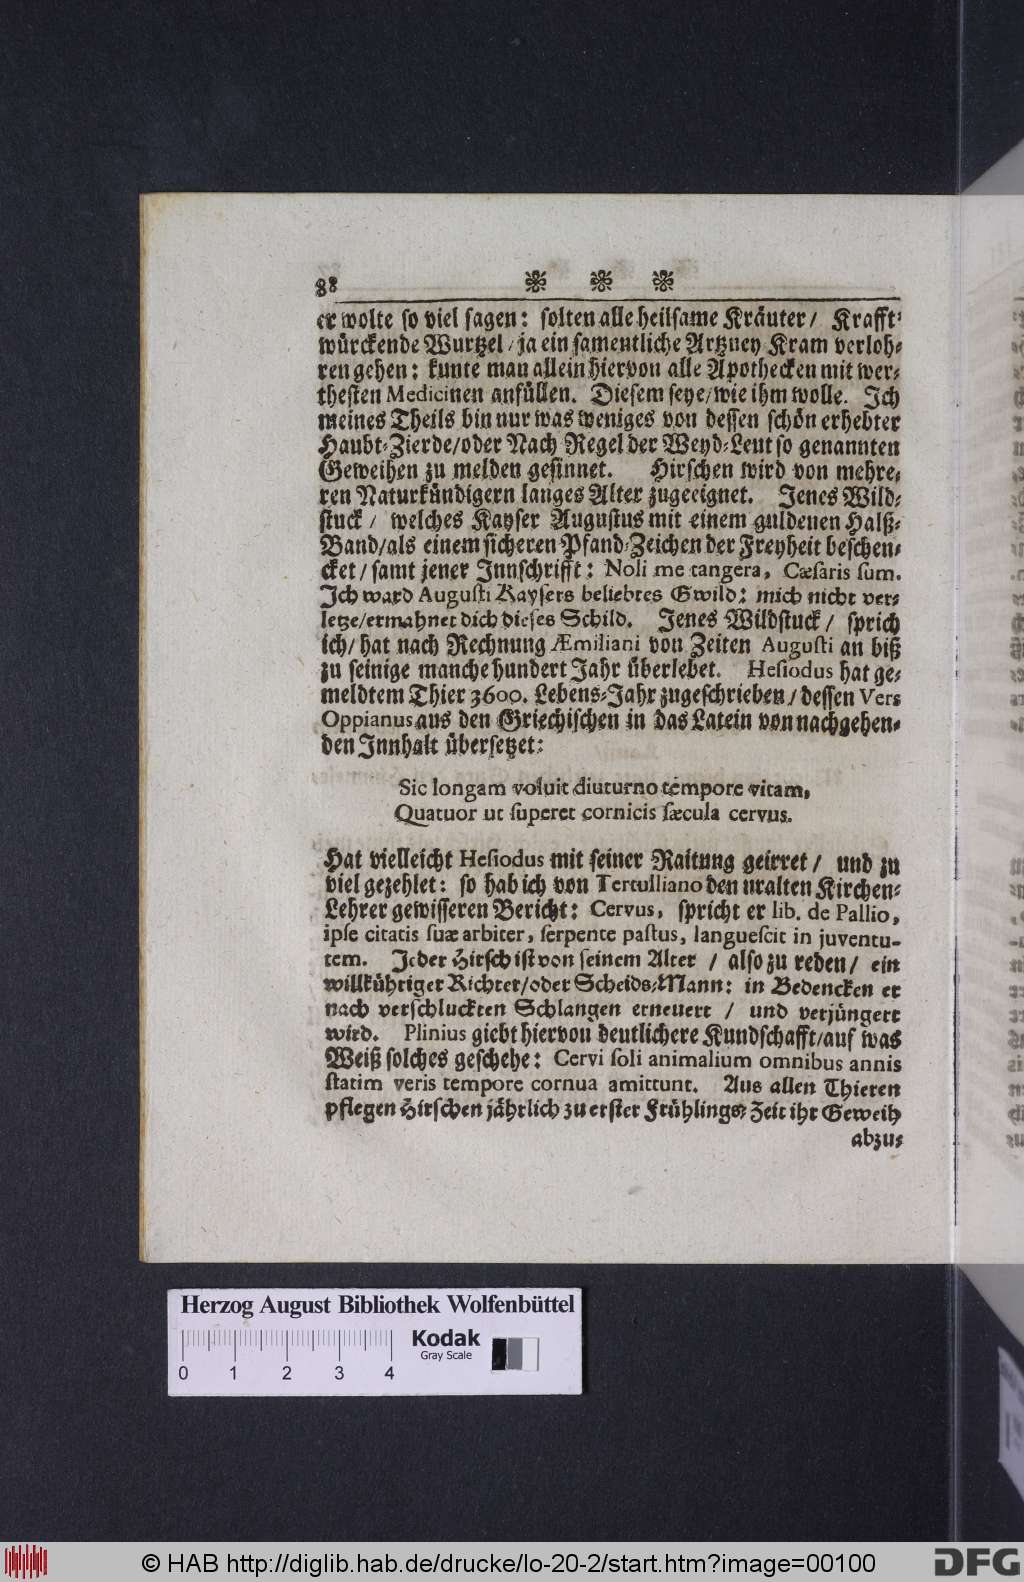 88
er wolte so viel sagen: solten alle heilsame Kräuter/ Krafft-
würckende Wurtzel/ ja ein samentliche Artzney Kram verloh-
ren gehen: kunte man allein hiervon alle Apothecken mit wer-
thesten Medicinen anfüllen. Diesem seye/wie ihm wolle. Ich
meines Theils bin nur was weniges von dessen schön erhebter
Haubt-Zierde/oder Nach Regel der Weyd-Leut so genannten
Geweihen zu melden gesinnet. Hirschen wird von mehre-
ren Naturkündigern langes Alter zugeeignet. Jenes Wild-
stuck/ welches Kayser Augustus mit einem guldenen Halß-
Band/als einem sicheren Pfand-Zeichen der Freyheit beschen-
cket/ samt jener Innschrifft: Noli me tangera, Cæsaris sum.
Ich ward Augusti Kaysers beliebtes Gwild: mich nicht ver-
letze/ermahnet dich dieses Schild. Jenes Wildstuck/ sprich
ich/ hat nach Rechnung Æmiliani von Zeiten Augusti an biß
zu seinige manche hundert Jahr überlebet. Hesiodus hat ge-
meldtem Thier 3600. Lebens-Jahr zugeschrieben/ dessen Vers
Oppianus aus den Griechischen in das Latein von nachgehen-
den Innhalt übersetzet:
Sic longam voluit diuturno tempore vitam,
Quatuor ut superet cornicis sæcula cervus.
Hat vielleicht Hesiodus mit seiner Raitung geirret/ und zu
viel gezehlet: so hab ich von Tertulliano den uralten Kirchen-
Lehrer gewisseren Bericht: Cervus, spricht er lib. de Pallio,
ipse citatis suæ arbiter, serpente pastus, languescit in juventu-
tem. Jeder Hirsch ist von seinem Alter / also zu reden/ ein
willkühriger Richter/oder Scheids-Mann: in Bedencken er
nach verschluckten Schlangen erneuert / und verjüngert
wird. Plinius giebt hiervon deutlichere Kundschafft/auf was
Weiß solches geschehe: Cervi soli animalium omnibus annis
statim veris tempore cornua amittunt. Aus allen Thieren
pflegen Hirschen jährlich zu erster Frühlings-Zeit ihr Geweih
abzu-
Herzog August Bibliothek Wolfenbüttel
Kodak
Gray Scale
0 1 2 3 4
© HAB http://diglib.hab.de/drucke/lo-20-2/start.htm?image=00100
DFG